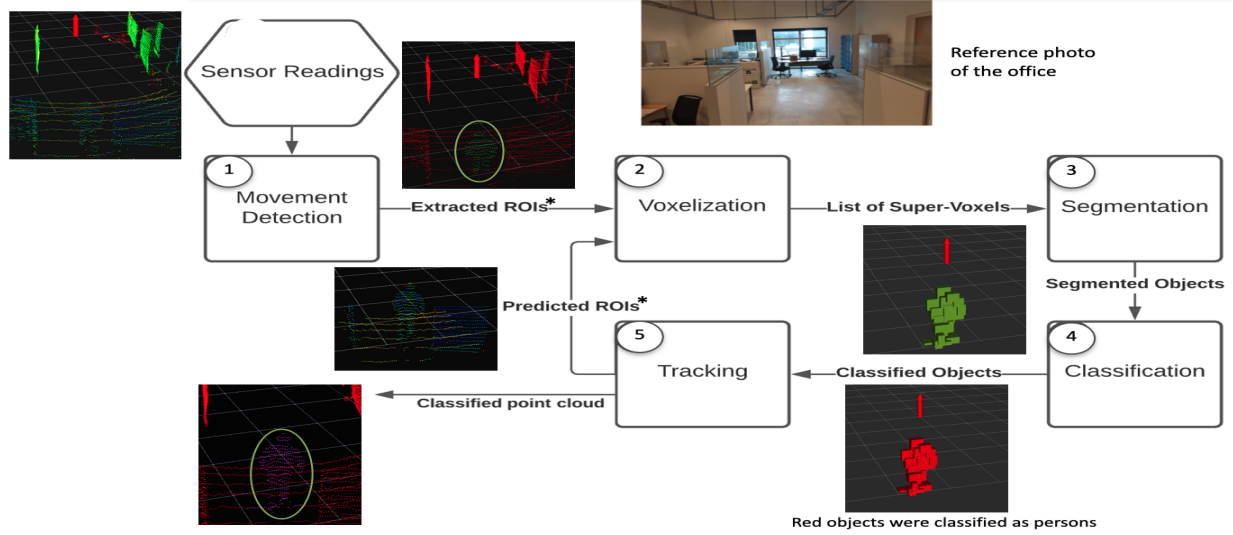 Sensor Readings
Reference photo
of the office
1
Movement
Detection
Extracted ROIs*
2
Voxelization
List of Super-Voxels
3
Segmentation
Segmented Objects
Predicted ROIs*
5
Tracking
Classified Objects
4
Classification
Classified point cloud
Red objects were classified as persons